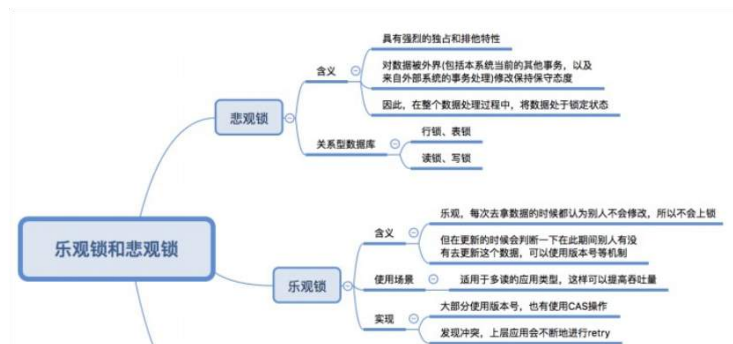 具有强烈的独占和排他特性
对数据被外界(包括本系统当前的其他事务，以及
来自外部系统的事务处理)修改保持保守态度
含义
因此，在整个数据处理过程中，将数据处于锁定状态
悲观锁
行锁、表锁
关系型数据库
读锁、写锁
乐观锁和悲观锁
乐观，每次去拿数据的时候都认为别人不会修改，所以不会上锁
含义
但在更新的时候会判断一下在此期间别人有没
有去更新这个数据，可以使用版本号等机制
乐观锁
使用场景
适用于多读的应用类型，这样可以提高吞吐量
大部分使用版本号，也有使用CAS操作
实现
发现冲突，上层应用会不断地进行retry